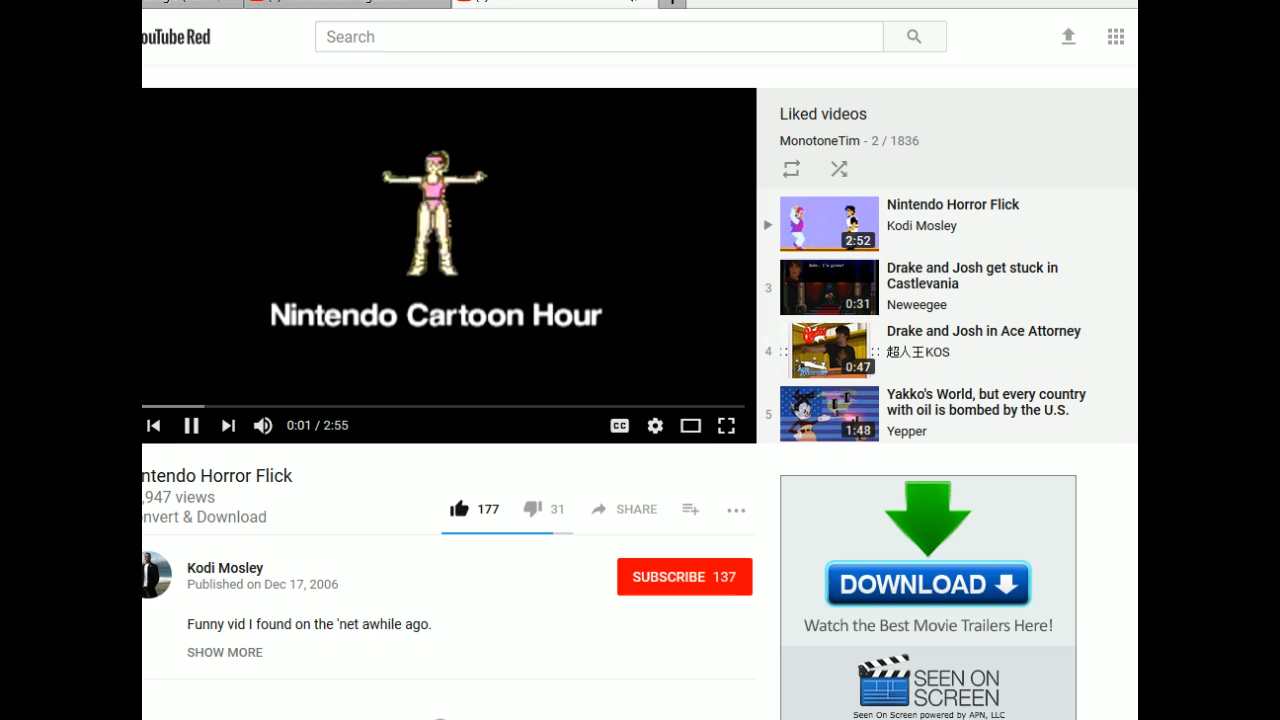 ouTube Red
Search
Nintendo Cartoon Hour
0:01 / 2:55
CC
Liked videos
MonotoneTim - 2 / 1836
Nintendo Horror Flick
Kodi Mosley
2:52
3
Drake and Josh get stuck in
Castlevania
Neweegee
0:31
4
Drake and Josh in Ace Attorney
超人王KOS
0:47
5
Yakko's World, but every country
with oil is bombed by the U.S.
Yepper
1:48
ntendo Horror Flick
,947 views
nvert & Download
177
31
SHARE
Kodi Mosley
Published on Dec 17, 2006
SUBSCRIBE 137
Funny vid I found on the 'net awhile ago.
SHOW MORE
DOWNLOAD
Watch the Best Movie Trailers Here!
SEEN ON
SCREEN
Seen On Screen powered by APN, LLC